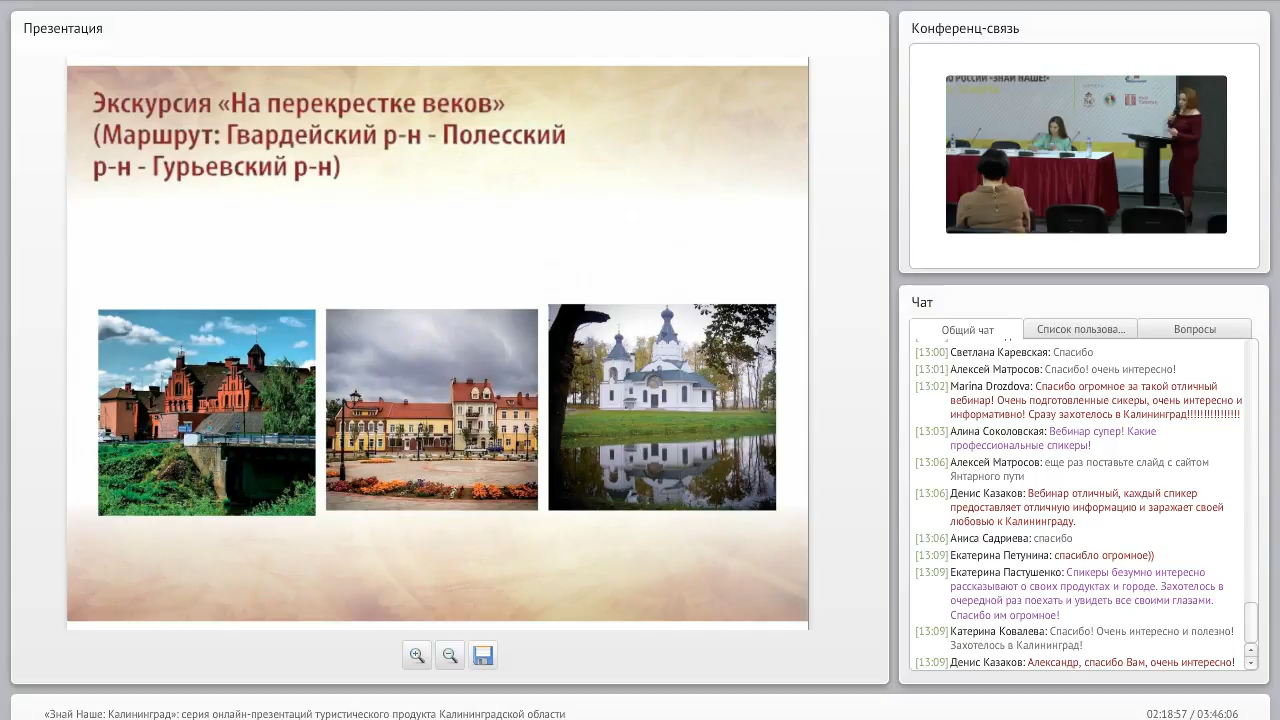 Презентация
Экскурсия «На перекрестке веков»
(Маршрут: Гвардейский р-н - Полесский
р-н - Гурьевский р-н)
Конференц-связь
О РОССИИ «ЗНАЙ НАШЕ!»
Чат
Общий чат
Список пользова...
Вопросы
[13:00] Светлана Каревская: Спасибо
[13:01] Алексей Матросов: Спасибо! очень интересно!
[13:02] Marina Drozdova: Спасибо огромное за такой отличный
вебинар! Очень подготовленные сикеры, очень интересно и
информативно! Сразу захотелось в Калининград!!!!!!!!!!!!!!!!
[13:03] Алина Соколовская: Вебинар супер! Какие
профессиональные спикеры!
[13:06] Алексей Матросов: еще раз поставьте слайд с сайтом
Янтарного пути
[13:06] Денис Казаков: Вебинар отличный, каждый спикер
предоставляет отличную информацию и заражает своей
любовью к Калининграду.
[13:06] Аниса Садриева: спасибо
[13:09] Екатерина Петунина: спасибло огромное))
[13:09] Екатерина Пастушенко: Спикеры безумно интересно
рассказывают о своих продуктах и городе. Захотелось в
очередной раз поехать и увидеть все своими глазами.
Спасибо им огромное!
[13:09] Катерина Ковалева: Спасибо! Очень интересно и полезно!
Захотелось в Калининград!
[13:09] Денис Казаков: Александр, спасибо Вам, очень интересно!
«Знай Наше: Калининград»: серия онлайн-презентаций туристического продукта Калининградской области
02:18:57 / 03:46:06